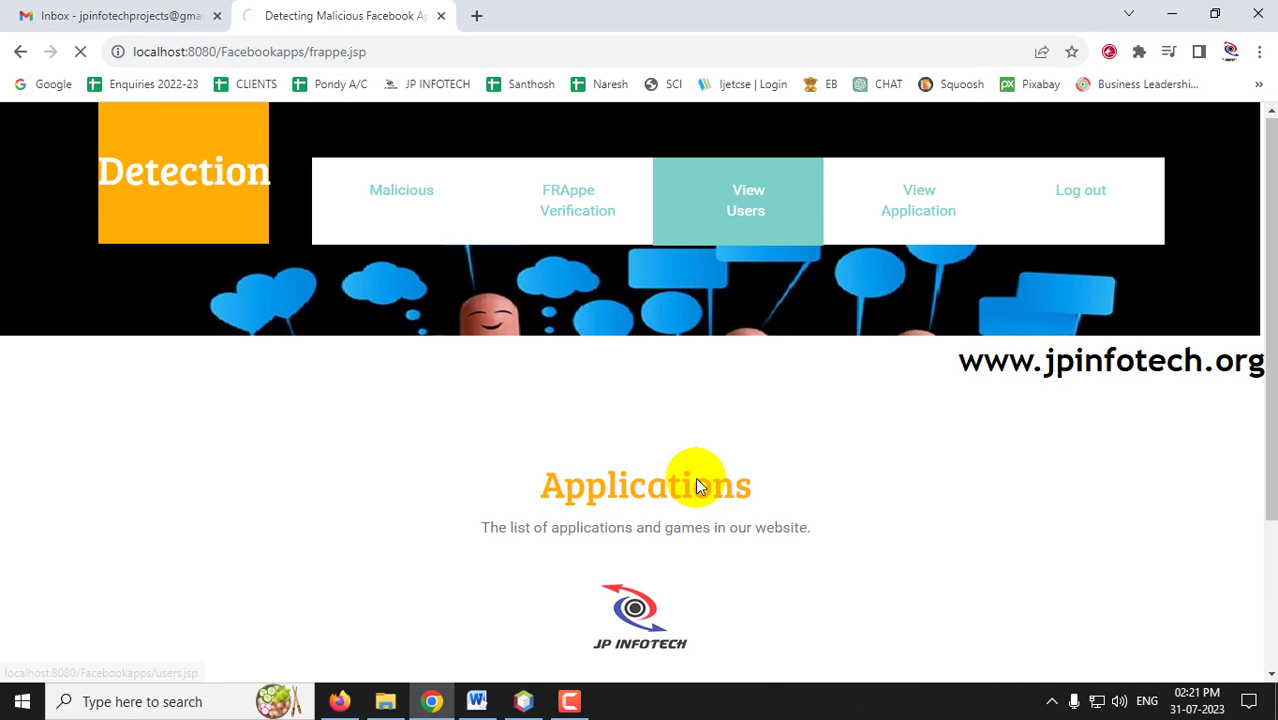 Inbox - jpinfotechprojects@gma
Detecting Malicious Facebook Ap
localhost:8080/Facebookapps/frappe.jsp
Google
Enquiries 2022-23
CLIENTS
Pondy A/C
JP INFOTECH
Santhosh
Naresh
SCI
Ijetcse | Login
EB
CHAT
Squoosh
Pixabay
Business Leadershi...
»
Detection
Malicious
FRAppe
Verification
View
Users
View
Application
Log out
www.jpinfotech.org
Applications
The list of applications and games in our website.
JP INFOTECH
localhost:8080/Facebookapps/users.jsp
Type here to search
ENG
02:21 PM
31-07-2023